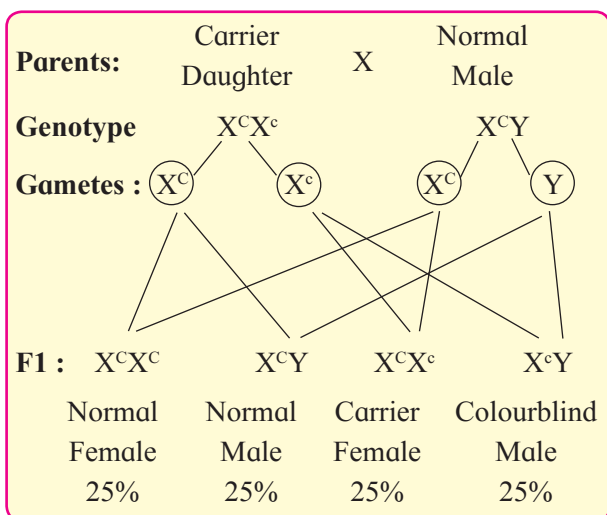 Carrier Normal
Parents: X
Daughter Male
Genotype XᶜXᶜ XᶜY
Gametes : Xᶜ Xᶜ Xᶜ Y
F1 : XᶜXᶜ XᶜY XᶜXᶜ XᶜY
Normal Normal Carrier Colourblind
Female Male Female Male
25% 25% 25% 25%